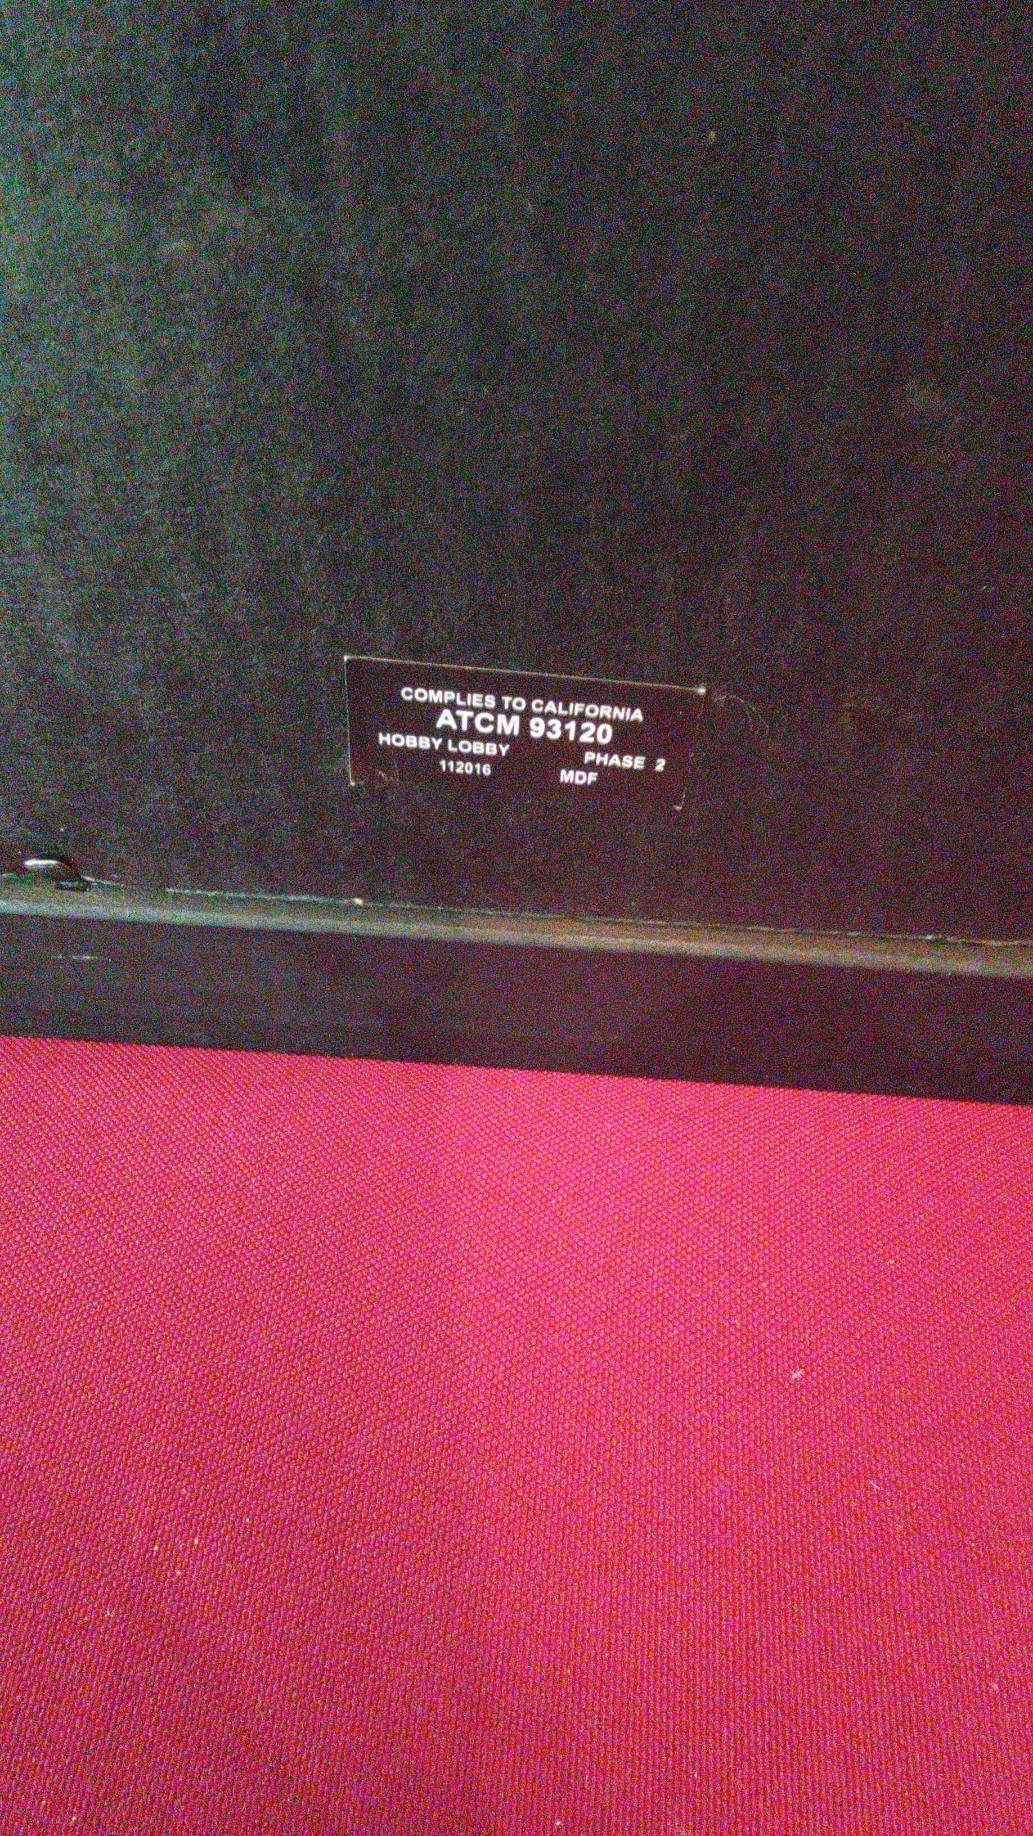 COMPLIES TO CALIFORNIA
ATCM 93120
HOBBY LOBBY PHASE 2
112016 MDF